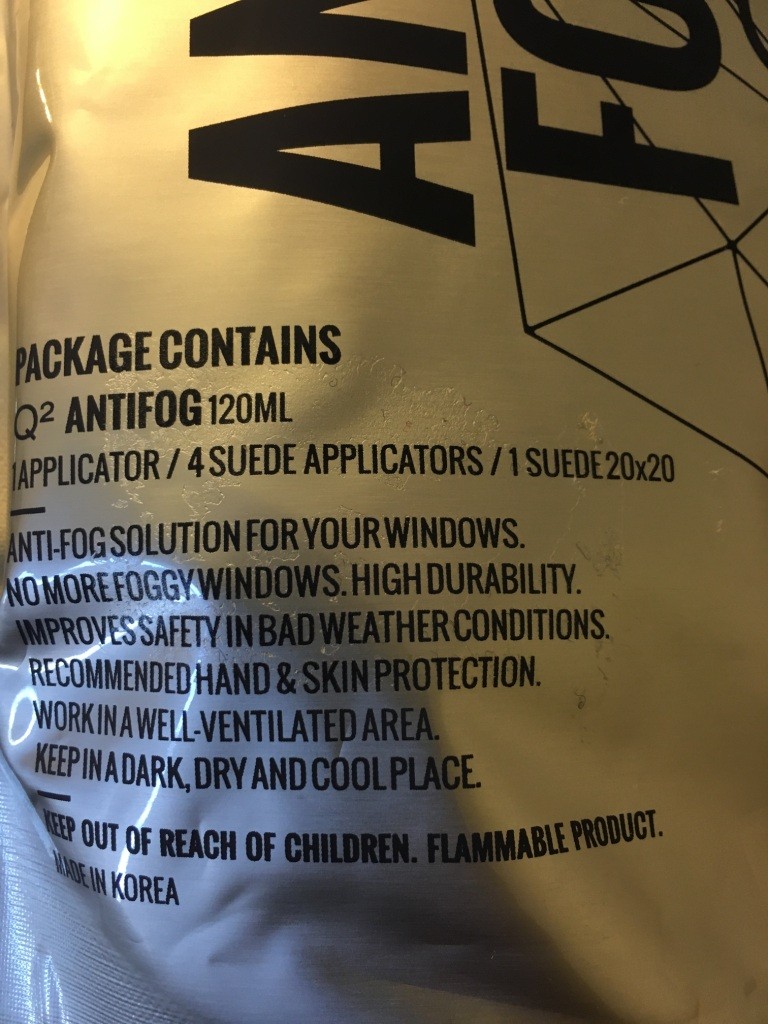 PACKAGE CONTAINS
Q² ANTIFOG 120ML
1 APPLICATOR / 4 SUEDE APPLICATORS / 1 SUEDE 20x20
ANTI-FOG SOLUTION FOR YOUR WINDOWS.
NO MORE FOGGY WINDOWS. HIGH DURABILITY.
IMPROVES SAFETY IN BAD WEATHER CONDITIONS.
RECOMMENDED HAND & SKIN PROTECTION.
WORK IN A WELL-VENTILATED AREA.
KEEP IN A DARK, DRY AND COOL PLACE.
KEEP OUT OF REACH OF CHILDREN. FLAMMABLE PRODUCT.
MADE IN KOREA